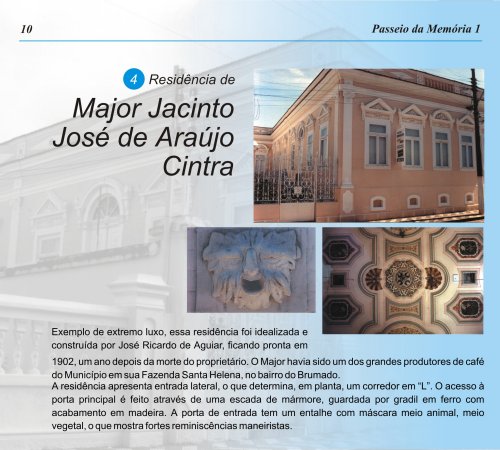 10
Passeio da Memória 1
4 Residência de
Major Jacinto
José de Araújo
Cintra
Exemplo de extremo luxo, essa residência foi idealizada e
construída por José Ricardo de Aguiar, ficando pronta em
1902, um ano depois da morte do proprietário. O Major havia sido um dos grandes produtores de café
do Município em sua Fazenda Santa Helena, no bairro do Brumado.
A residência apresenta entrada lateral, o que determina, em planta, um corredor em “L”. O acesso à
porta principal é feito através de uma escada de mármore, guardada por gradil em ferro com
acabamento em madeira. A porta de entrada tem um entalhe com máscara meio animal, meio
vegetal, o que mostra fortes reminiscências maneiristas.